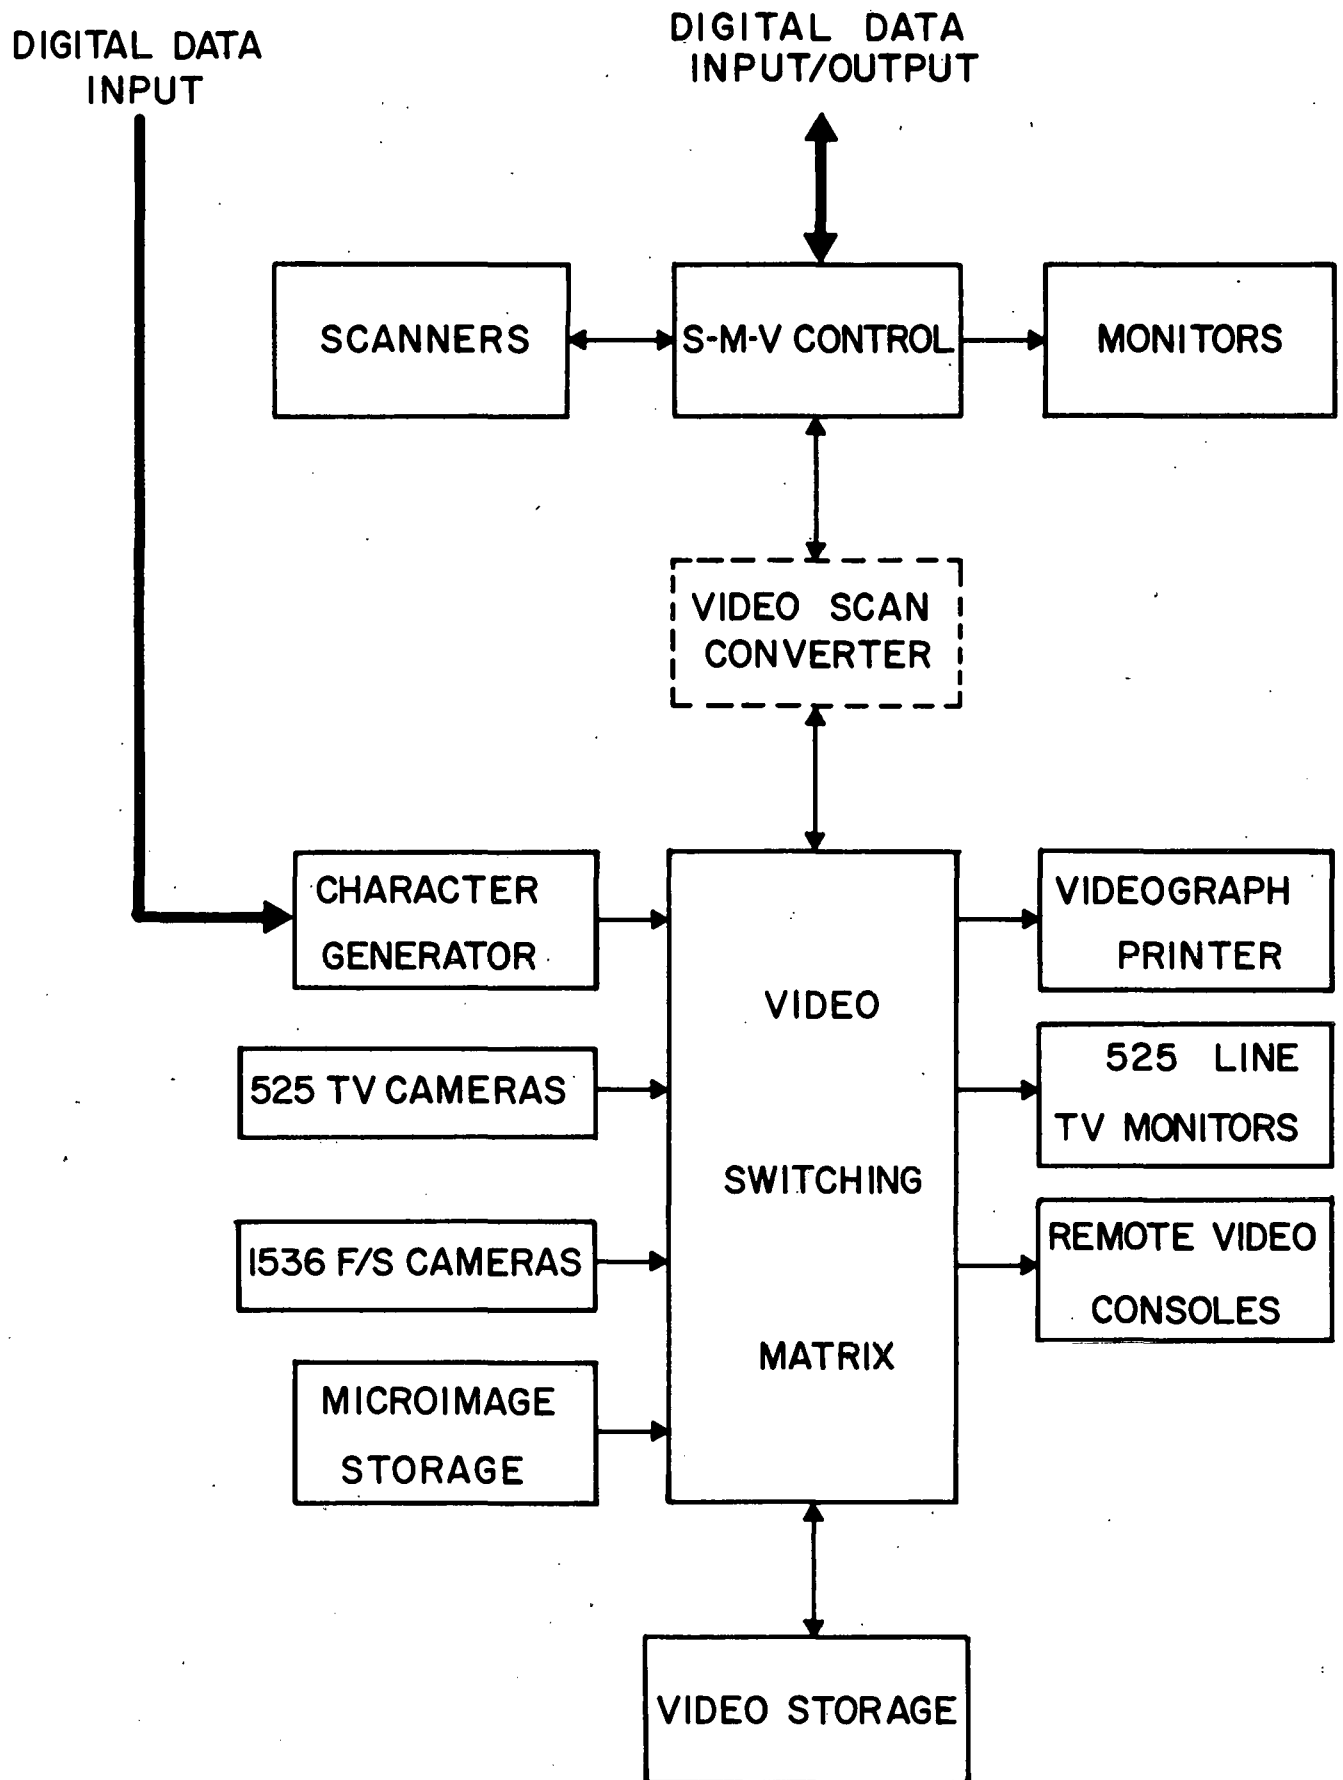 DIGITAL DATA
INPUT
DIGITAL DATA
INPUT/OUTPUT
SCANNERS
S-M-V CONTROL
MONITORS
VIDEO SCAN
CONVERTER
CHARACTER
GENERATOR
525 TV CAMERAS
1536 F/S CAMERAS
MICROIMAGE
STORAGE
VIDEO
SWITCHING
MATRIX
VIDEOGRAPH
PRINTER
525 LINE
TV MONITORS
REMOTE VIDEO
CONSOLES
VIDEO STORAGE